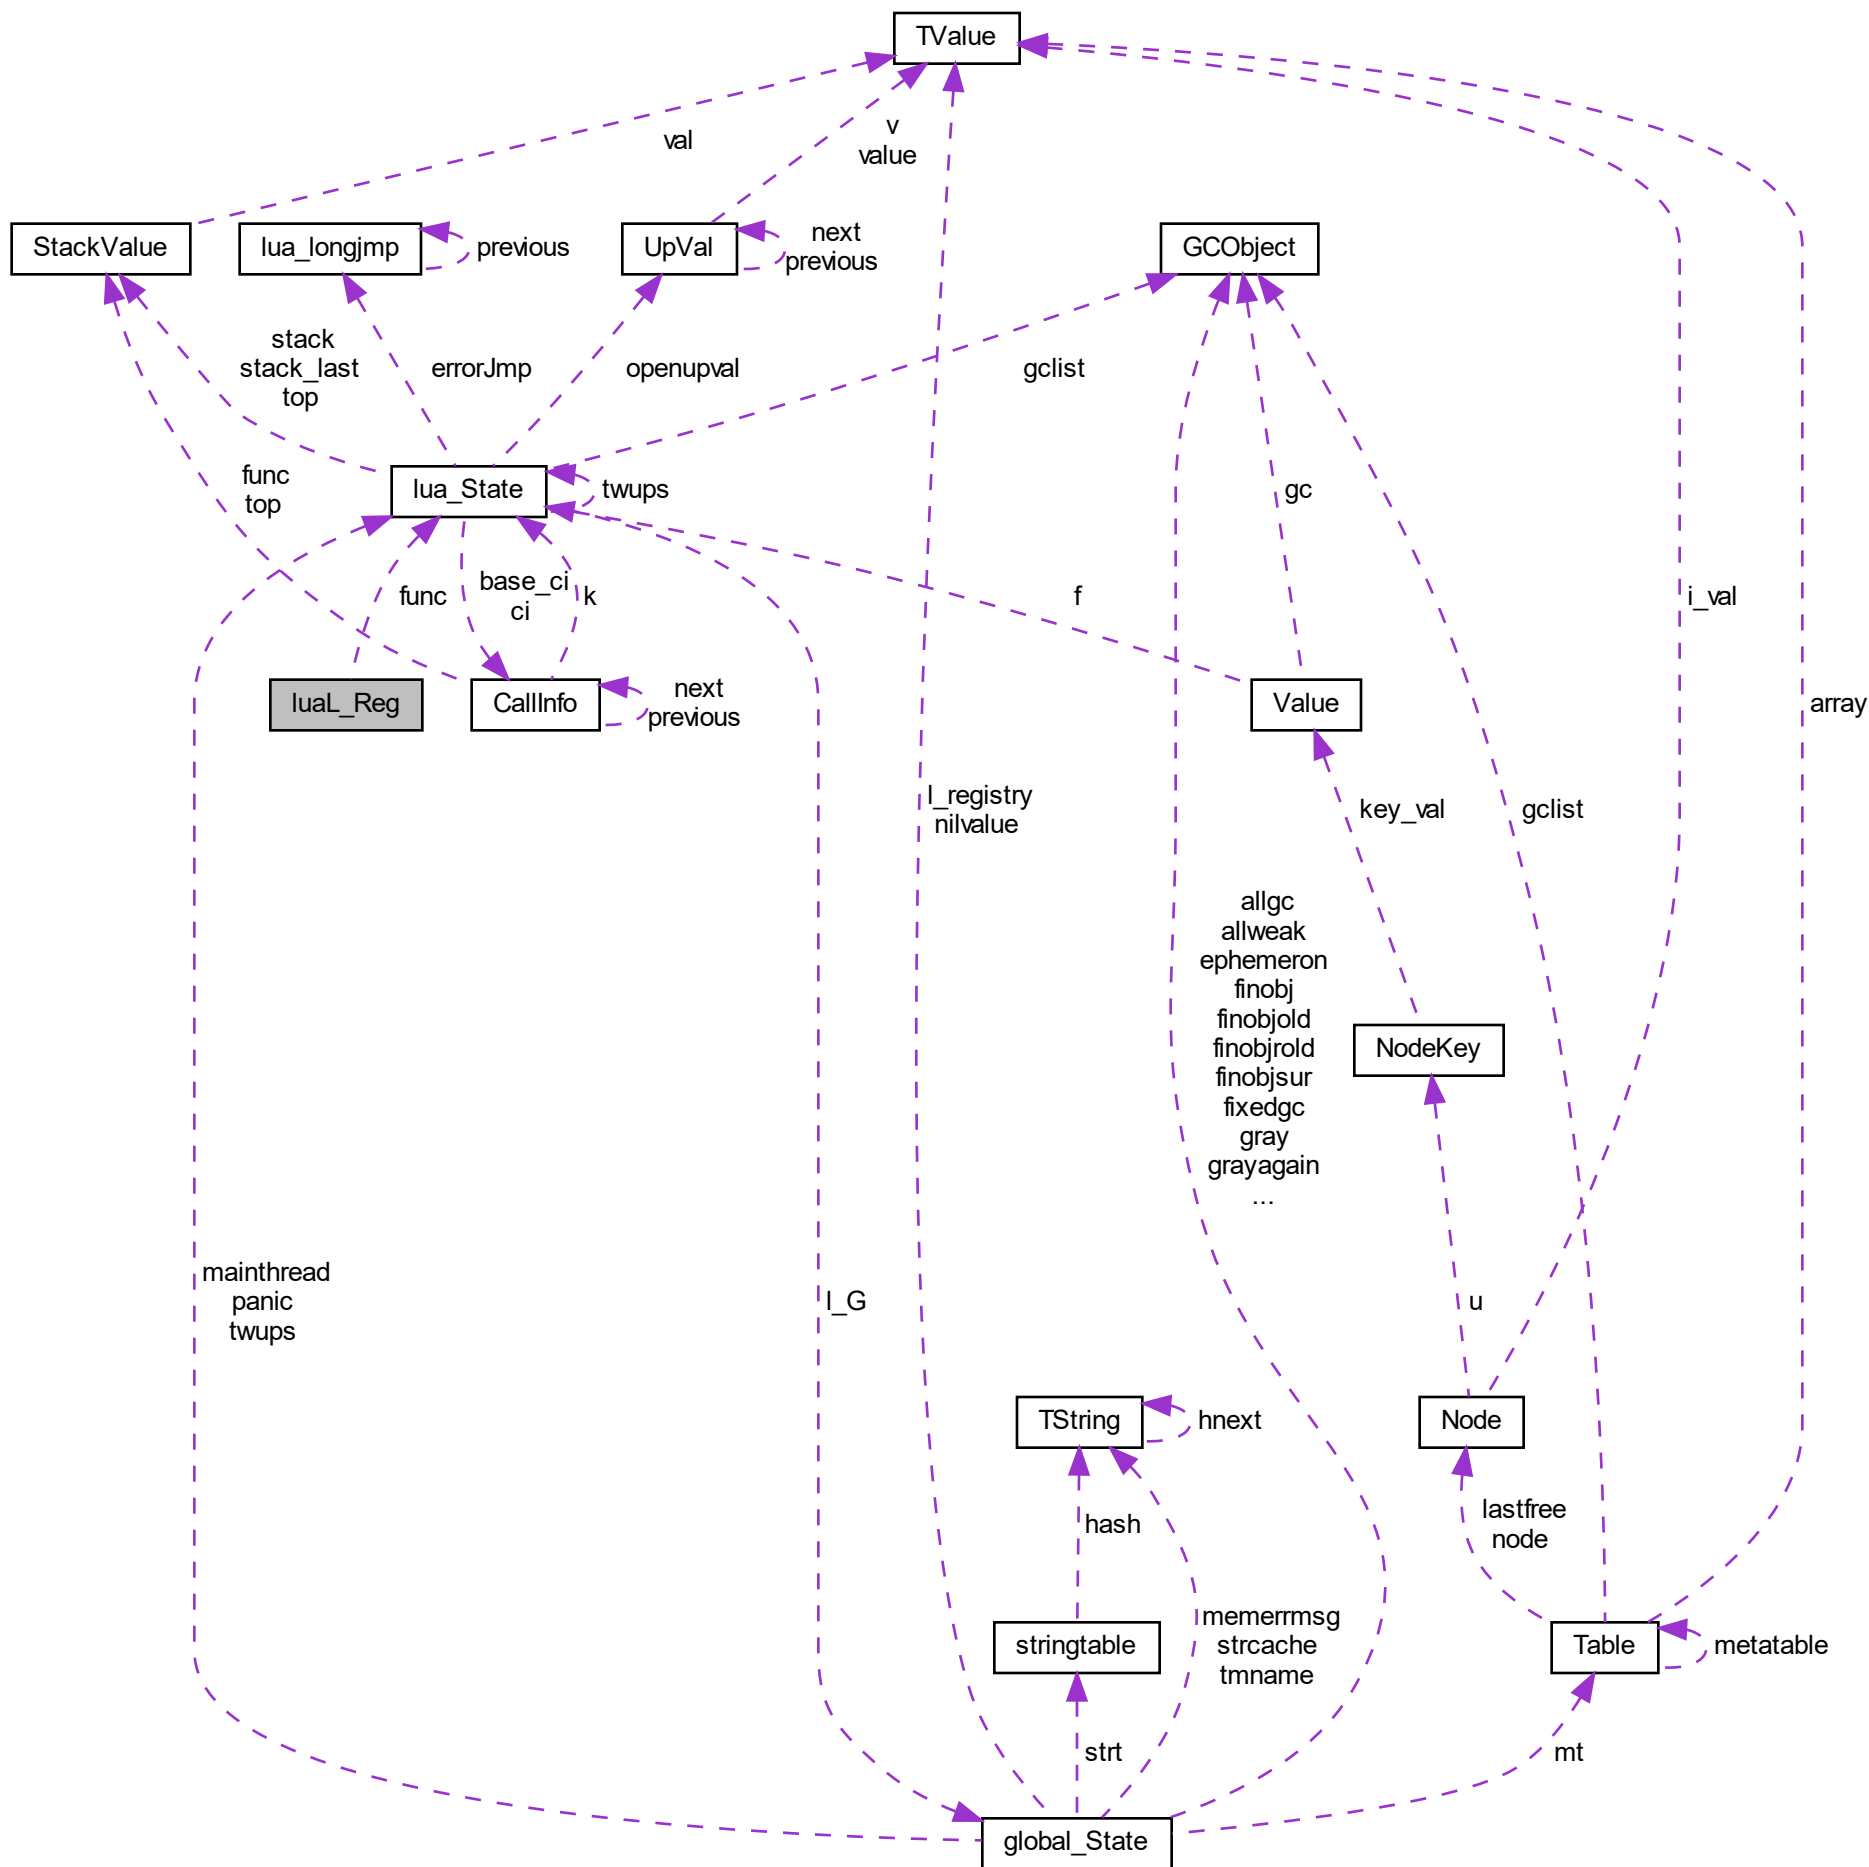 TValue
val
v
value
StackValue
lua_longjmp
previous
UpVal
next
previous
GCObject
stack
stack_last
top
errorJmp
openupval
gclist
func
top
lua_State
twups
gc
func
base_ci
ci
k
f
i_val
luaL_Reg
CallInfo
next
previous
Value
array
l_registry
nilvalue
key_val
gclist
allgc
allweak
ephemeron
finobj
finobjold
finobjrold
finobjsur
fixedgc
gray
grayagain
...
NodeKey
mainthread
panic
twups
l_G
u
TString
hnext
Node
hash
lastfree
node
stringtable
memerrmsg
strcache
tmname
Table
metatable
strt
mt
global_State